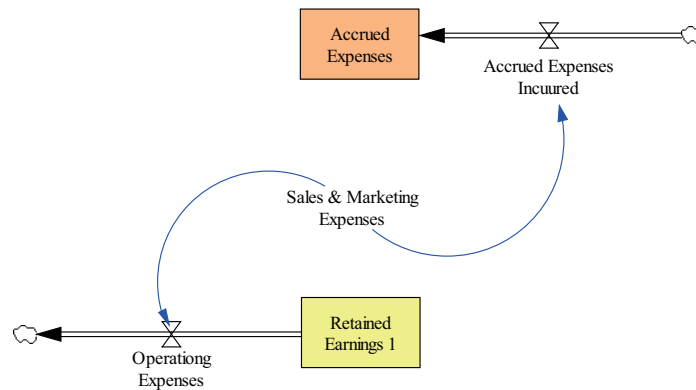 Accrued
Expenses
Accrued Expenses
Incuured
Sales & Marketing
Expenses
Retained
Earnings 1
Operationg
Expenses